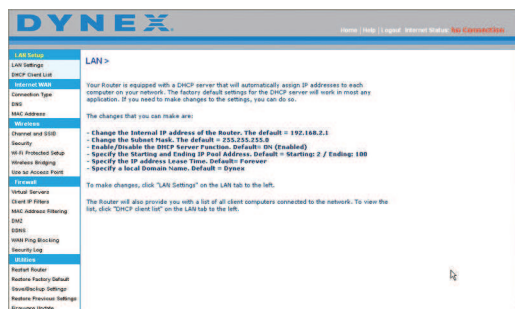 DYNEX
Home | Help | Logout Internet Status: No Connection
LAN Setup
LAN Settings
DHCP Client List
Internet WAN
Connection Type
DNS
MAC Address
Wireless
Channel and SSID
Security
Wi-Fi Protected Setup
Wireless Bridging
Use as Access Point
Firewall
Virtual Servers
Client IP Filters
MAC Address Filtering
DMZ
DDNS
WAN Ping Blocking
Security Log
Utilities
Restart Router
Restore Factory Default
Save/Backup Settings
Restore Previous Settings
Firmware Update
LAN >
Your Router is equipped with a DHCP server that will automatically assign IP addresses to each
computer on your network. The factory default settings for the DHCP server will work in most any
application. If you need to make changes to the settings, you can do so.
The changes that you can make are:
- Change the Internal IP address of the Router. The default = 192.168.2.1
- Change the Subnet Mask. The default = 255.255.255.0
- Enable/Disable the DHCP Server Function. Default= ON (Enabled)
- Specify the Starting and Ending IP Pool Address. Default = Starting: 2 / Ending: 100
- Specify the IP address Lease Time. Default= Forever
- Specify a local Domain Name. Default = Dynex
To make changes, click "LAN Settings" on the LAN tab to the left.
The Router will also provide you with a list of all client computers connected to the network. To view the
list, click "DHCP client list" on the LAN tab to the left.